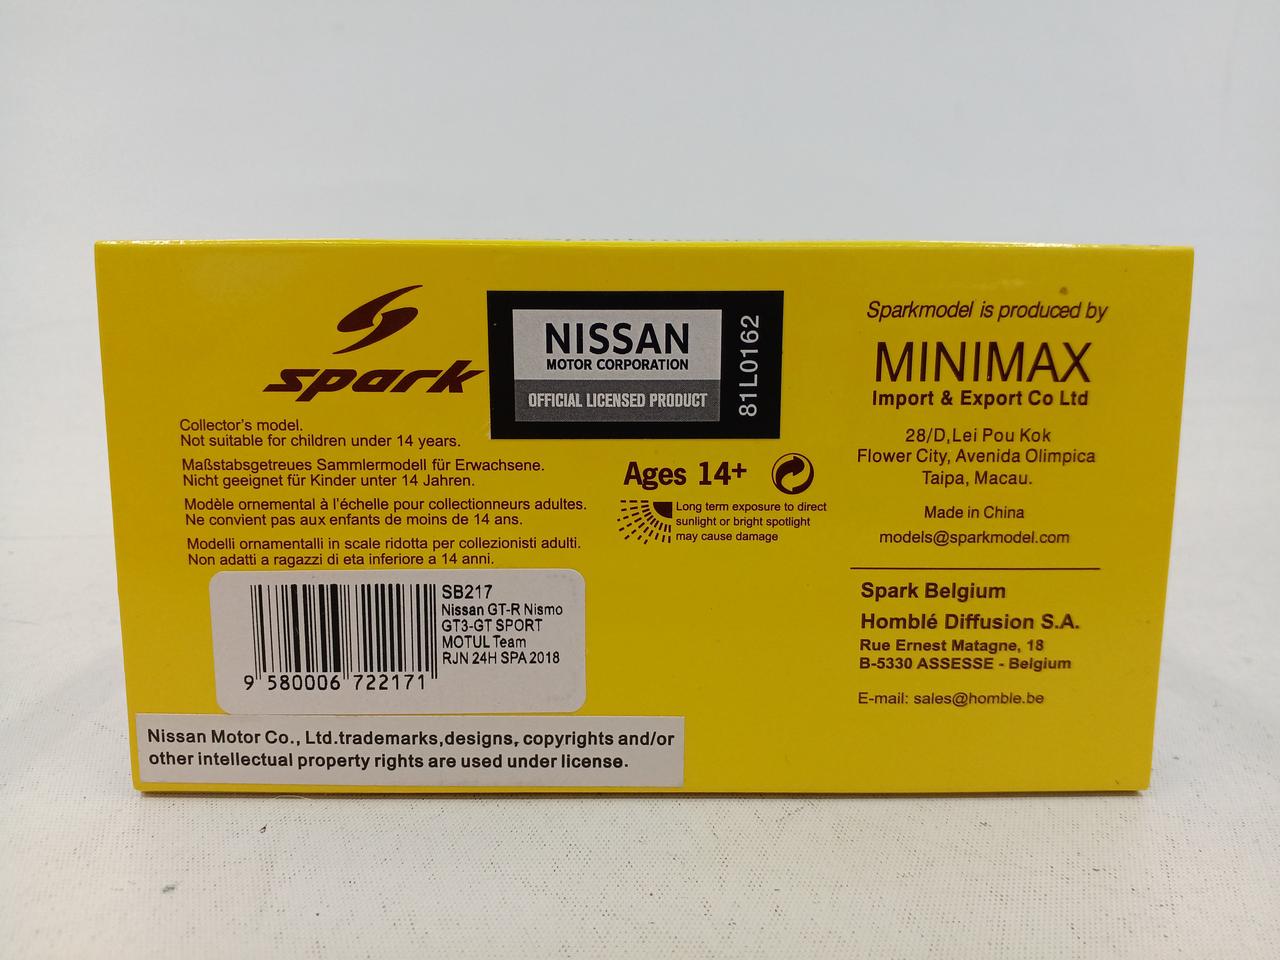 spark
Collector's model.
Not suitable for children under 14 years.
Maßstabsgetreues Sammlermodell für Erwachsene.
Nicht geeignet für Kinder unter 14 Jahren.
Modèle ornemental à l'échelle pour collectionneurs adultes.
Ne convient pas aux enfants de moins de 14 ans.
Modelli ornamentalli in scale ridotta per collezionisti adulti.
Non adatti a ragazzi di eta inferiore a 14 anni.
SB217
Nissan GT-R Nismo
GT3-GT SPORT
MOTUL Team
RJN 24H SPA 2018
9 580006 722171
Nissan Motor Co., Ltd.trademarks,designs, copyrights and/or
other intellectual property rights are used under license.
NISSAN
MOTOR CORPORATION
OFFICIAL LICENSED PRODUCT
81L0162
Ages 14+
Long term exposure to direct
sunlight or bright spotlight
may cause damage
Sparkmodel is produced by
MINIMAX
Import & Export Co Ltd
28/D,Lei Pou Kok
Flower City, Avenida Olimpica
Taipa, Macau.
Made in China
models@sparkmodel.com
Spark Belgium
Homblé Diffusion S.A.
Rue Ernest Matagne, 18
B-5330 ASSESSE - Belgium
E-mail: sales@homble.be